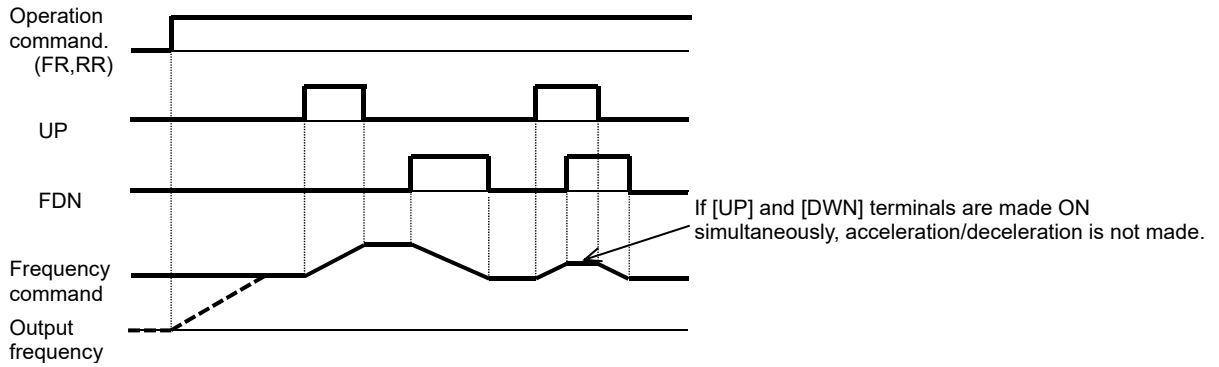 Operation
command.
(FR,RR)
UP
FDN
If [UP] and [DWN] terminals are made ON
simultaneously, acceleration/deceleration is not made.
Frequency
command
Output
frequency